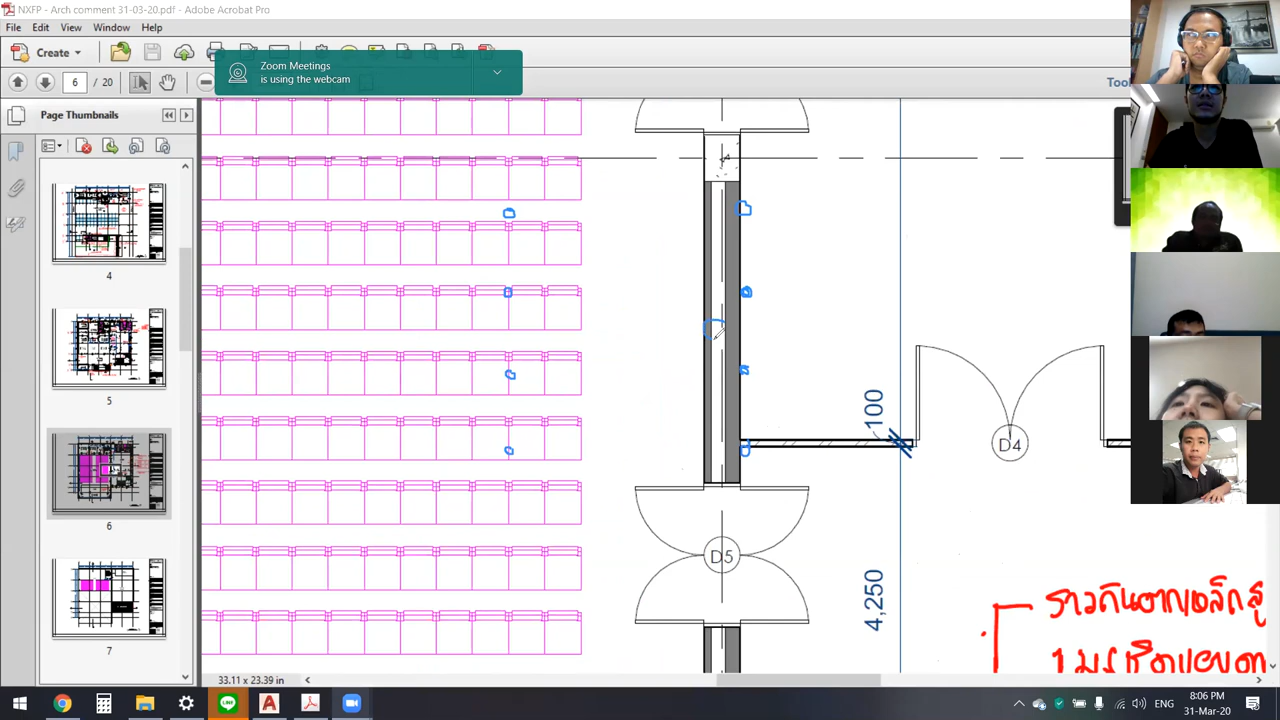 NXFP - Arch comment 31-03-20.pdf - Adobe Acrobat Pro
File Edit View Window Help
Create
Zoom Meetings
is using the webcam
6 / 20
Tool
Page Thumbnails
4
5
6
7
100
D4
D5
4,250
ราวกันตกเหล็กสู
33.11 x 23.39 in
ENG
8:06 PM
31-Mar-20